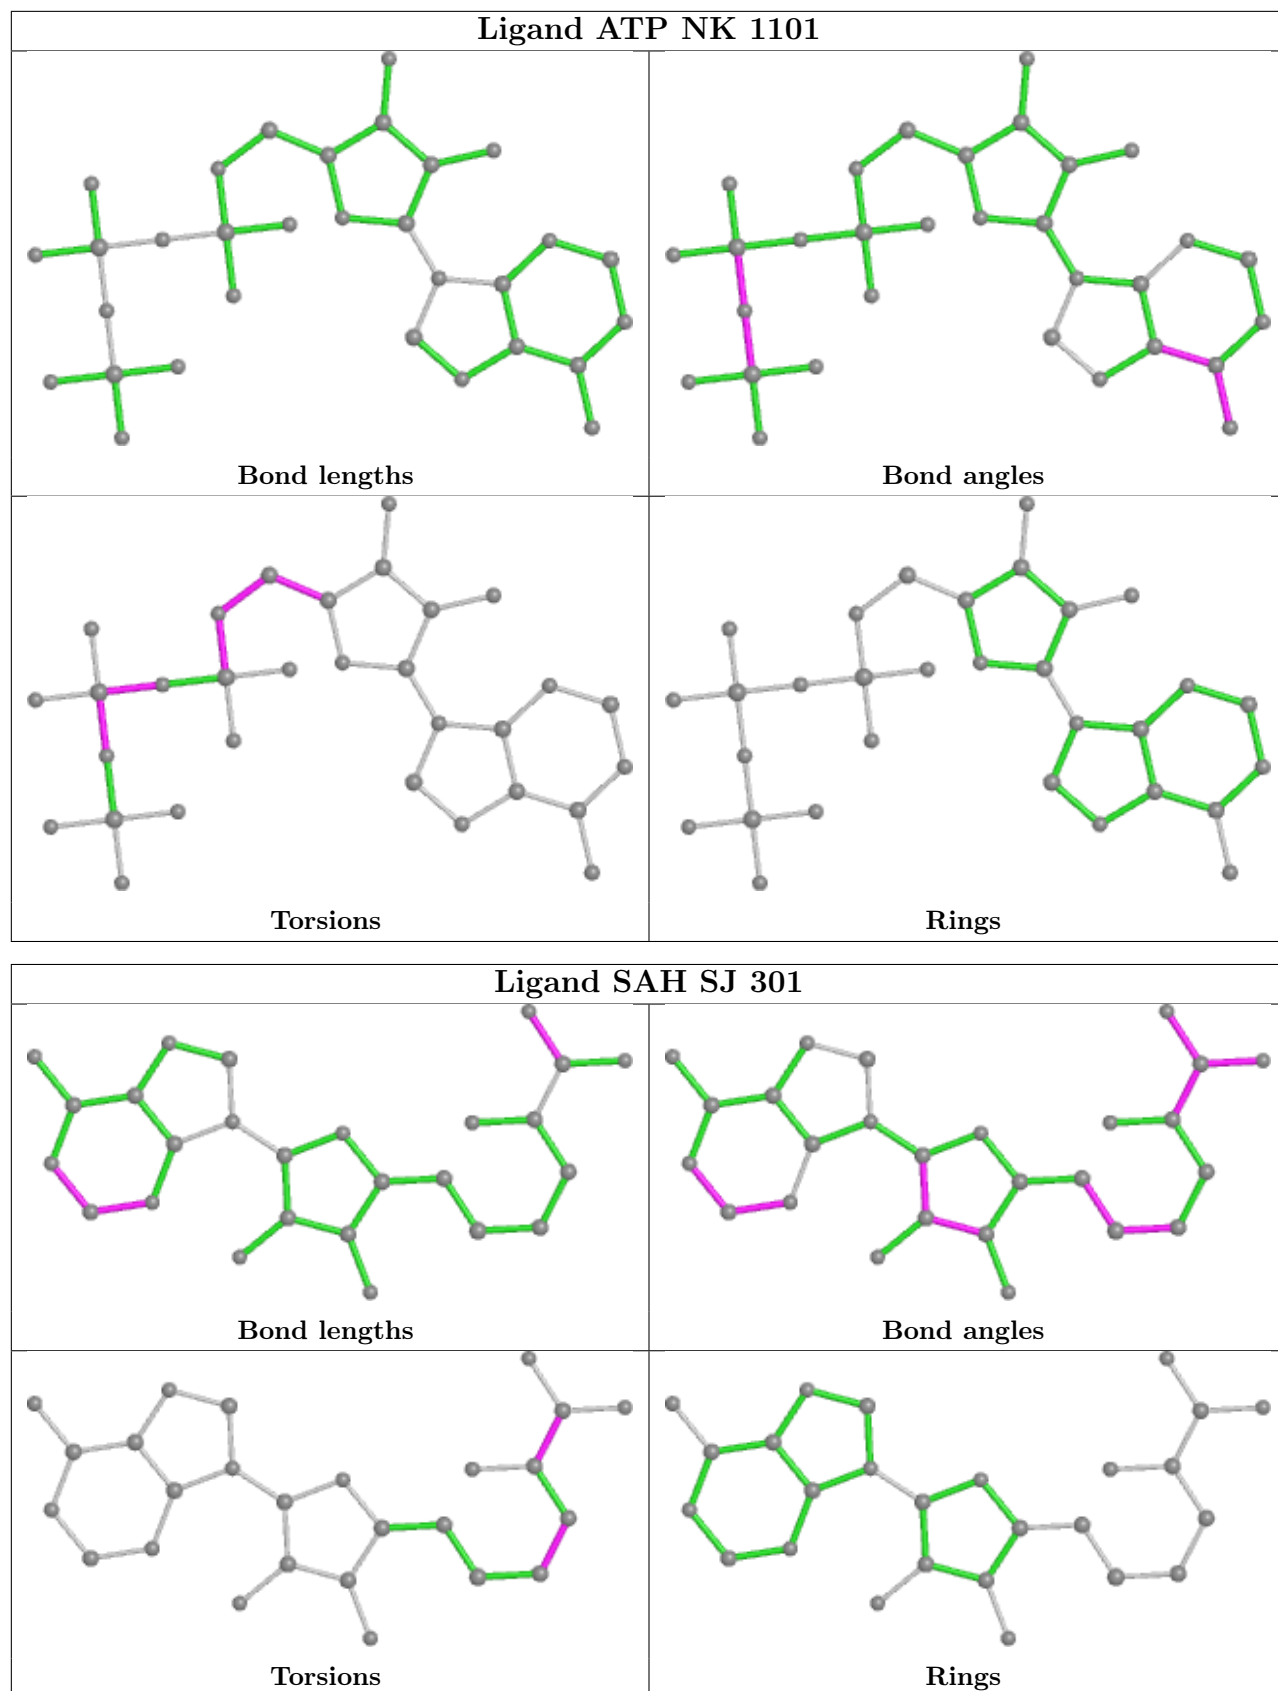 Ligand ATP NK 1101
Bond lengths
Bond angles
Torsions
Rings
Ligand SAH SJ 301
Bond lengths
Bond angles
Torsions
Rings